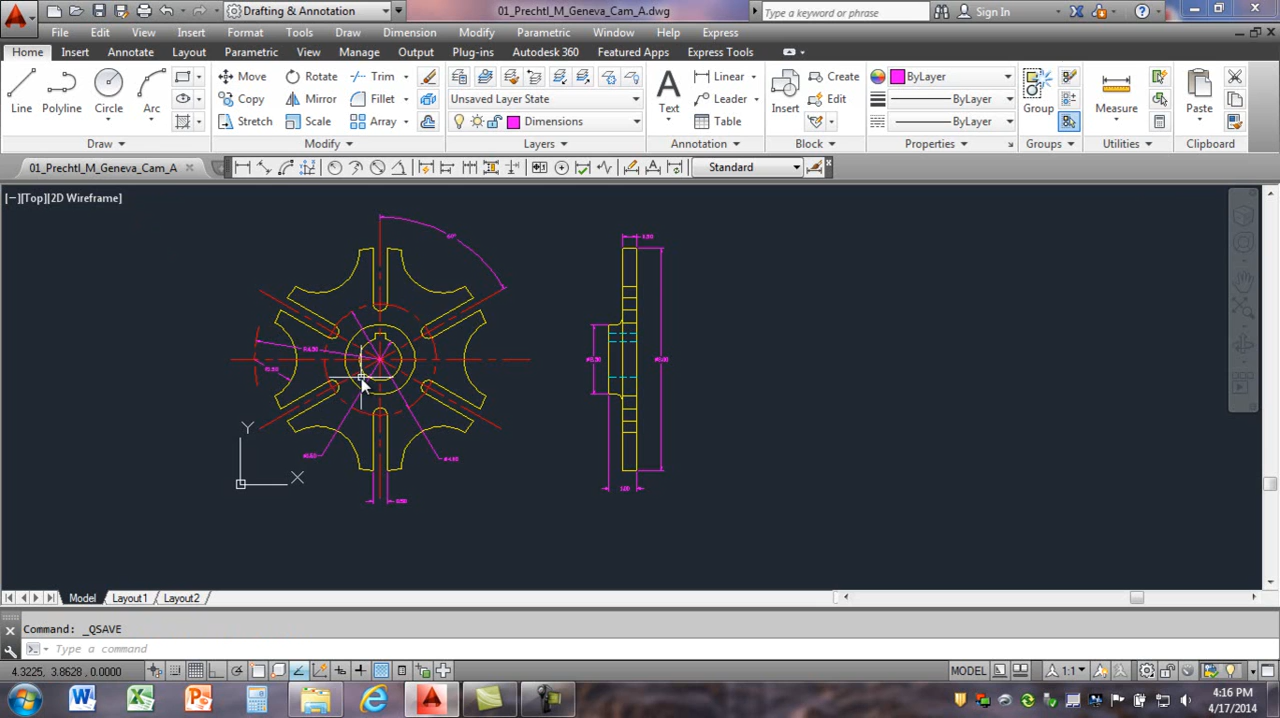 Drafting & Annotation
01_Prechtl_M_Geneva_Cam_A.dwg
Type a keyword or phrase
Sign In
File Edit View Insert Format Tools Draw Dimension Modify Parametric Window Help Express
Home Insert Annotate Layout Parametric View Manage Output Plug-ins Autodesk 360 Featured Apps Express Tools
Line Polyline Circle Arc
Move Rotate Trim
Copy Mirror Fillet
Stretch Scale Array
Unsaved Layer State
Dimensions
Text
Linear
Leader
Table
Insert
Create
Edit
ByLayer
ByLayer
ByLayer
Group
Measure
Paste
Draw Modify Layers Annotation Block Properties Groups Utilities Clipboard
01_Prechtl_M_Geneva_Cam_A
Standard
[−][Top][2D Wireframe]
Y
X
1.00
Model Layout1 Layout2
Command: _QSAVE
Type a command
4.3225, 3.8628, 0.0000
MODEL
1:1
4:16 PM
4/17/2014